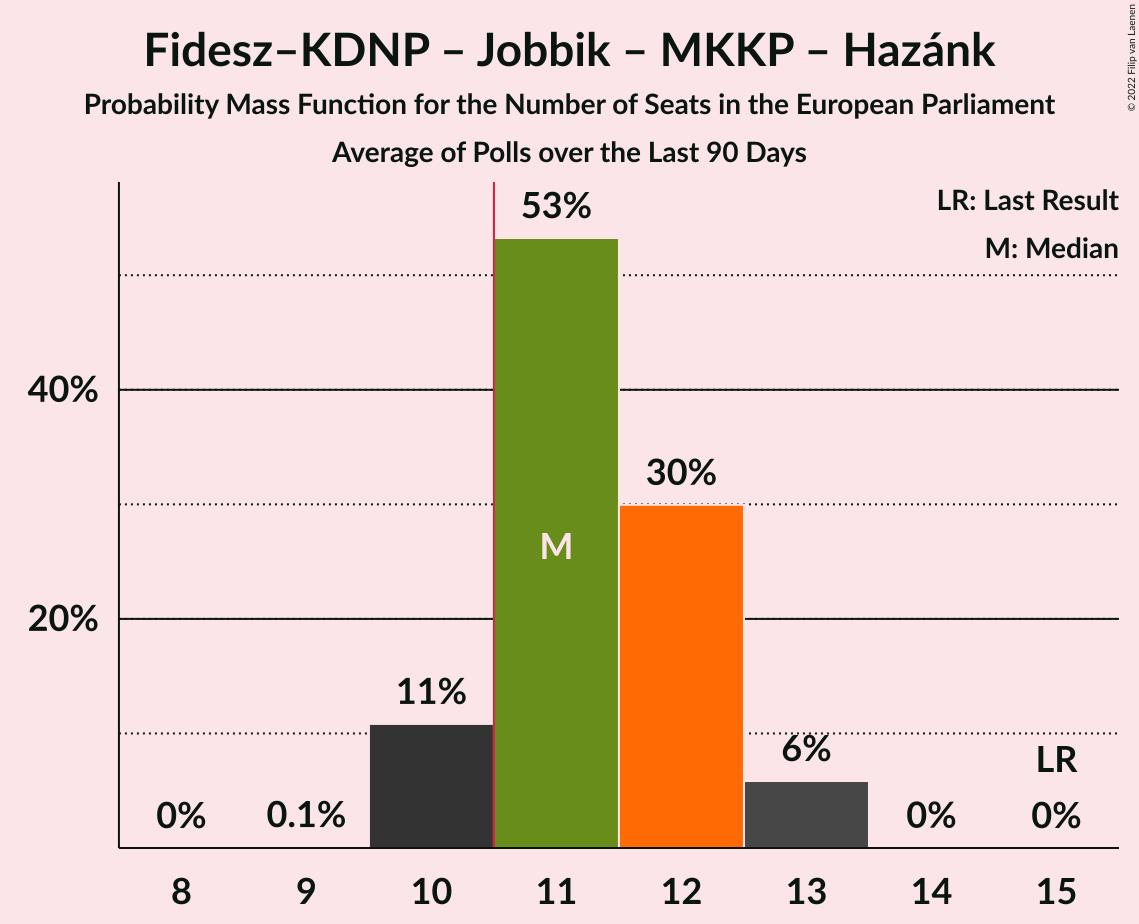 Fidesz–KDNP – Jobbik – MKKP – Hazánk
Probability Mass Function for the Number of Seats in the European Parliament
Average of Polls over the Last 90 Days
© 2022 Filip van Laenen
LR: Last Result
M: Median
53%
40%
30%
M
20%
11%
6%
LR
0%
0.1%
0%
0%
8 9 10 11 12 13 14 15